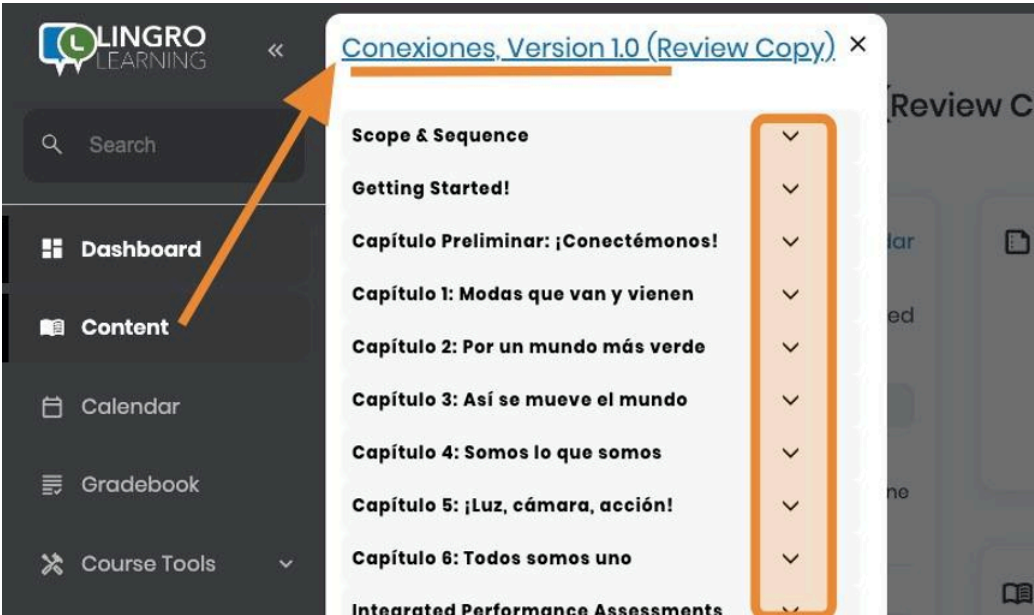 LINGRO
LEARNING
Search
Dashboard
Content
Calendar
Gradebook
Course Tools
Conexiones, Version 1.0 (Review Copy)
Scope & Sequence
Getting Started!
Capítulo Preliminar: ¡Conectémonos!
Capítulo 1: Modas que van y vienen
Capítulo 2: Por un mundo más verde
Capítulo 3: Así se mueve el mundo
Capítulo 4: Somos lo que somos
Capítulo 5: ¡Luz, cámara, acción!
Capítulo 6: Todos somos uno
Integrated Performance Assessments
(Review C